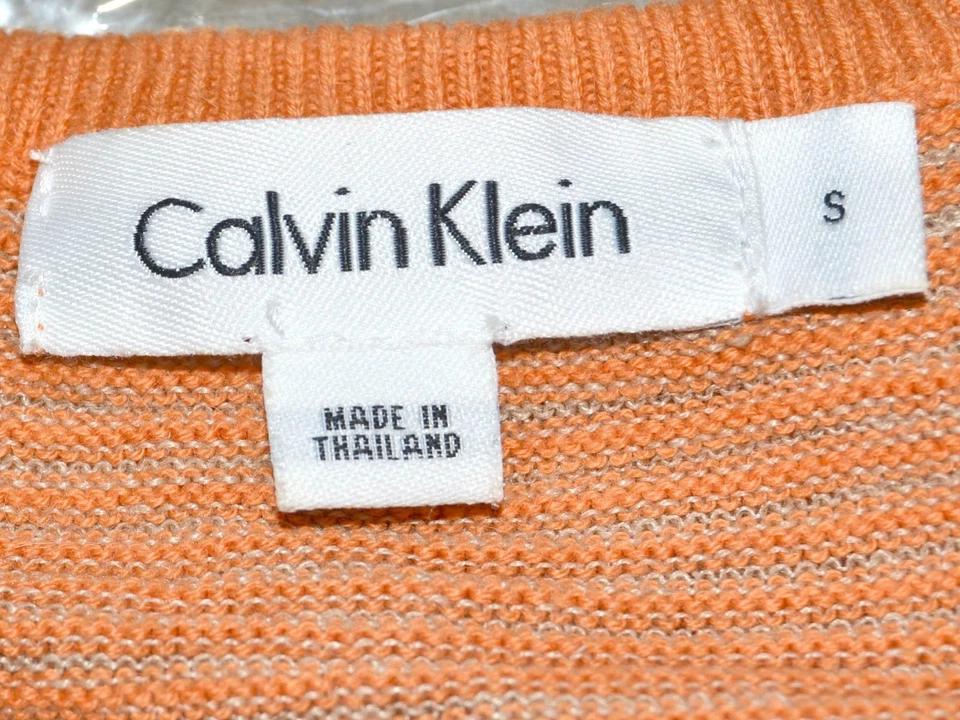 Calvin Klein
S
MADE IN
THAILAND